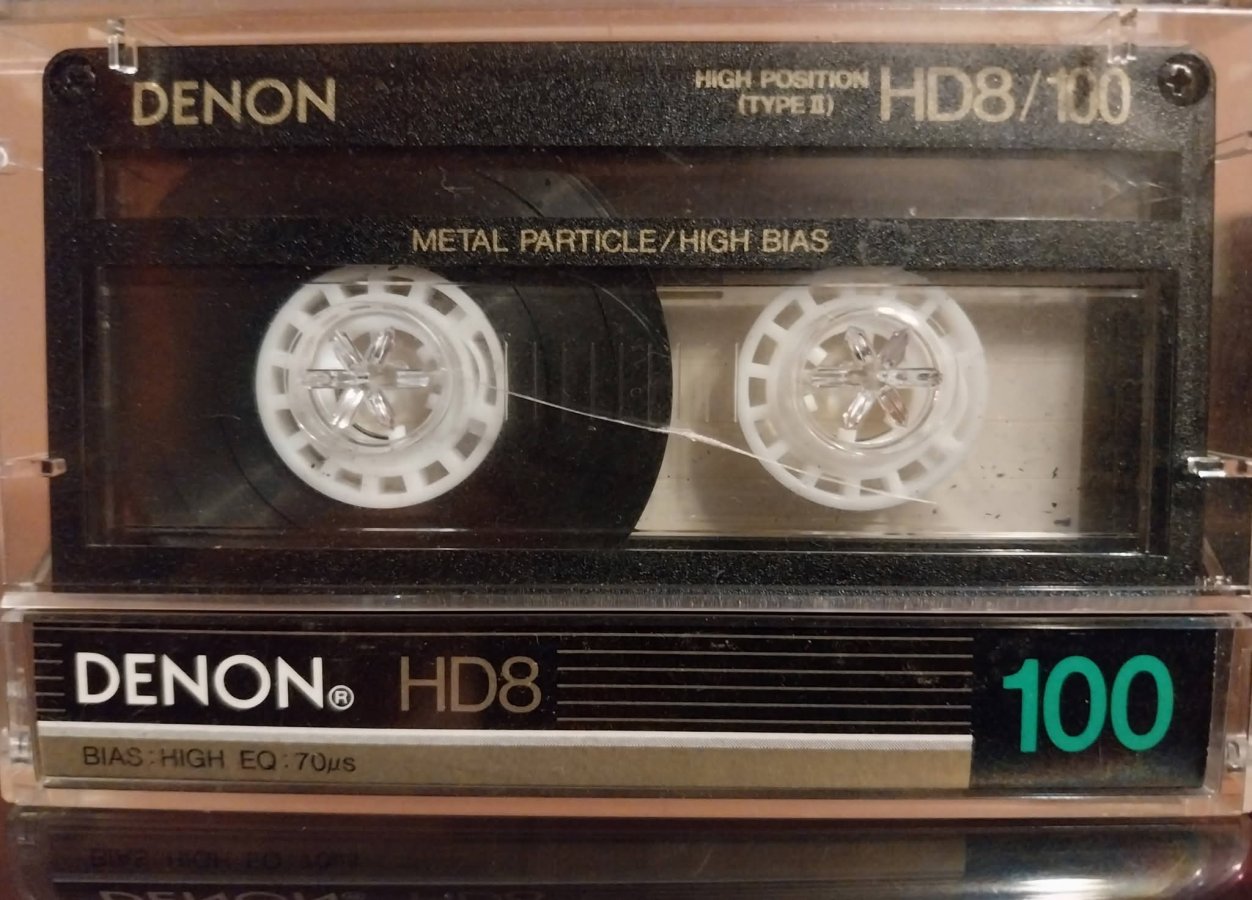 DENON
HIGH POSITION
(TYPE II)
HD8/100
METAL PARTICLE/HIGH BIAS
DENON® HD8
100
BIAS:HIGH EQ:70µs